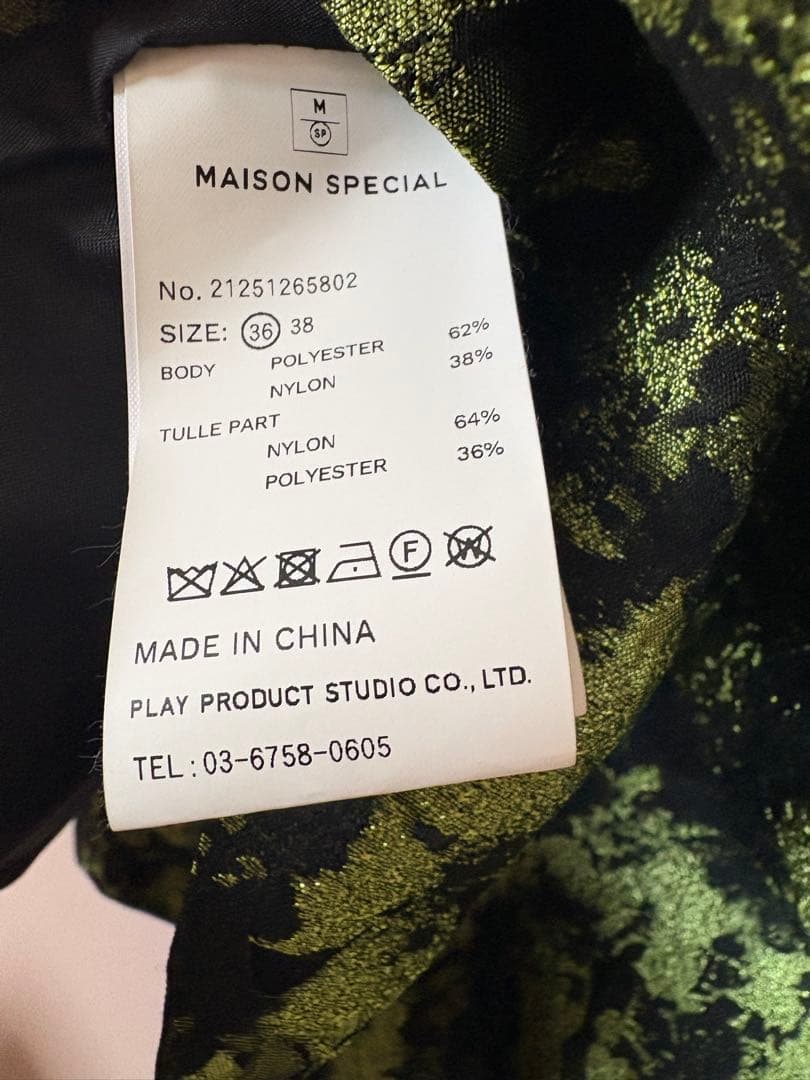 M
SP
MAISON SPECIAL
No. 21251265802
SIZE: 36 38
BODY POLYESTER 62%
NYLON 38%
TULLE PART
NYLON 64%
POLYESTER 36%
F W
MADE IN CHINA
PLAY PRODUCT STUDIO CO., LTD.
TEL : 03-6758-0605